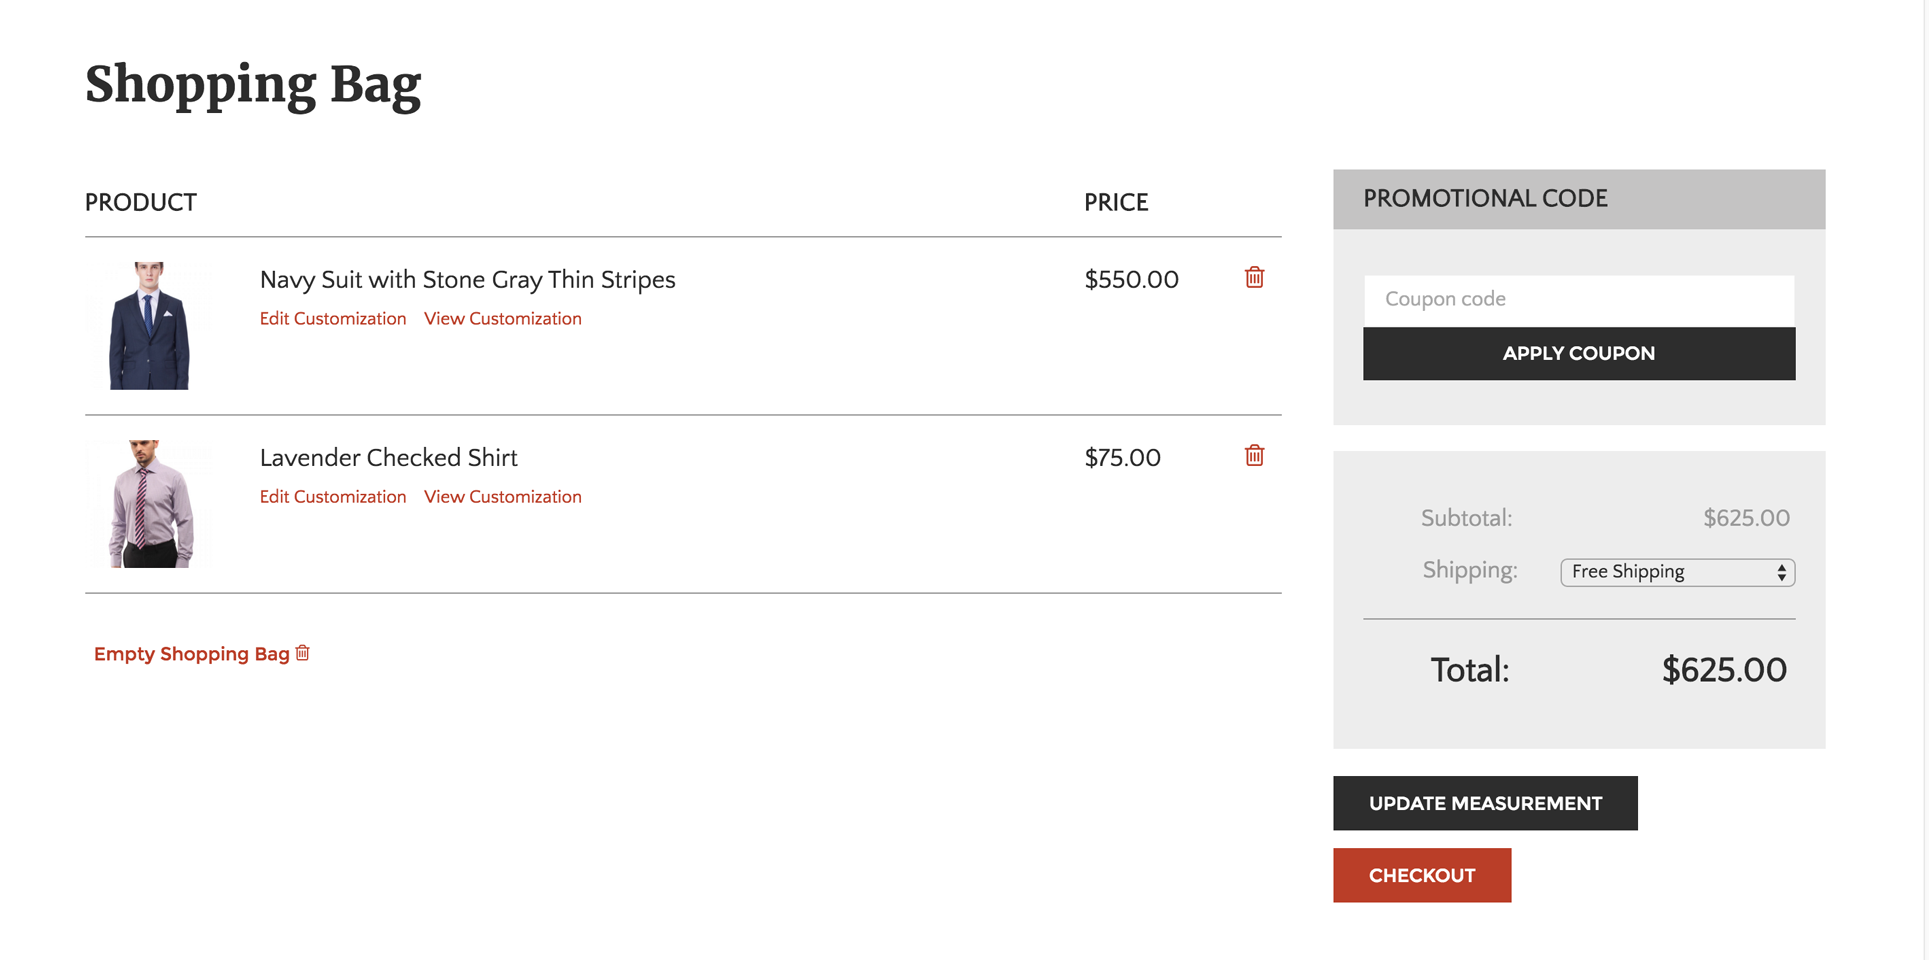 Shopping Bag
PRODUCT PRICE
Navy Suit with Stone Gray Thin Stripes $550.00
Edit Customization View Customization
Lavender Checked Shirt $75.00
Edit Customization View Customization
Empty Shopping Bag
PROMOTIONAL CODE
Coupon code
APPLY COUPON
Subtotal: $625.00
Shipping: Free Shipping
Total: $625.00
UPDATE MEASUREMENT
CHECKOUT